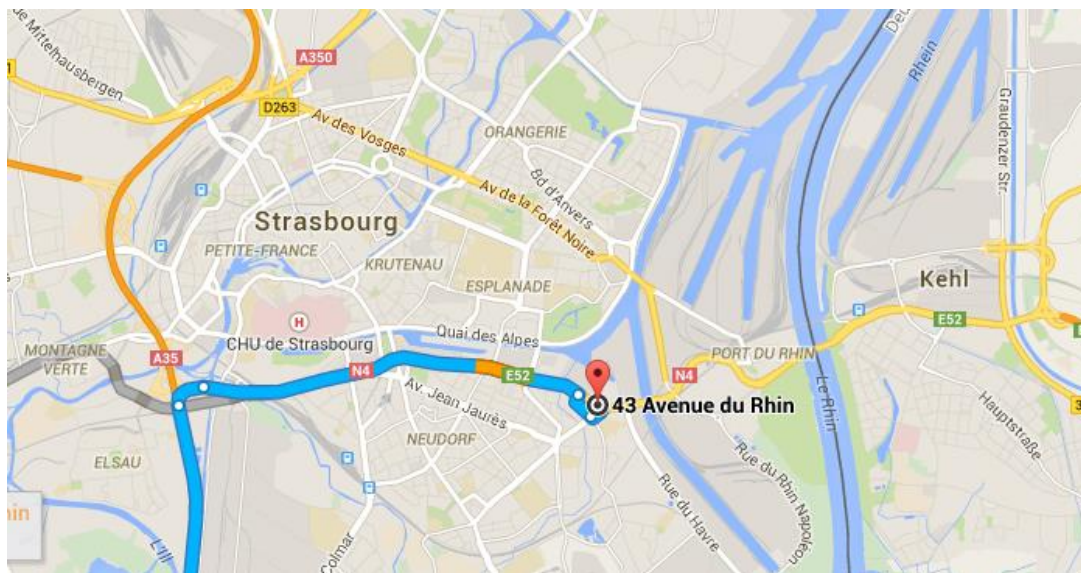 de Mittelhausbergen
1
A350
D263
Av des Vosges
ORANGERIE
Bd d'Anvers
Av de la Forêt Noire
Rhein
Graudenzer Str.
Strasbourg
PETITE-FRANCE
KRUTENAU
ESPLANADE
Kehl
E52
H
CHU de Strasbourg
Quai des Alpes
MONTAGNE
VERTE
A35
N4
E52
PORT DU RHIN
N4
Le Rhin
43 Avenue du Rhin
Av. Jean Jaurès
NEUDORF
ELSAU
Hauptstraße
3
Rue du Havre
Rue du Rhin Napoléon
Colmar
L'Ill
hin